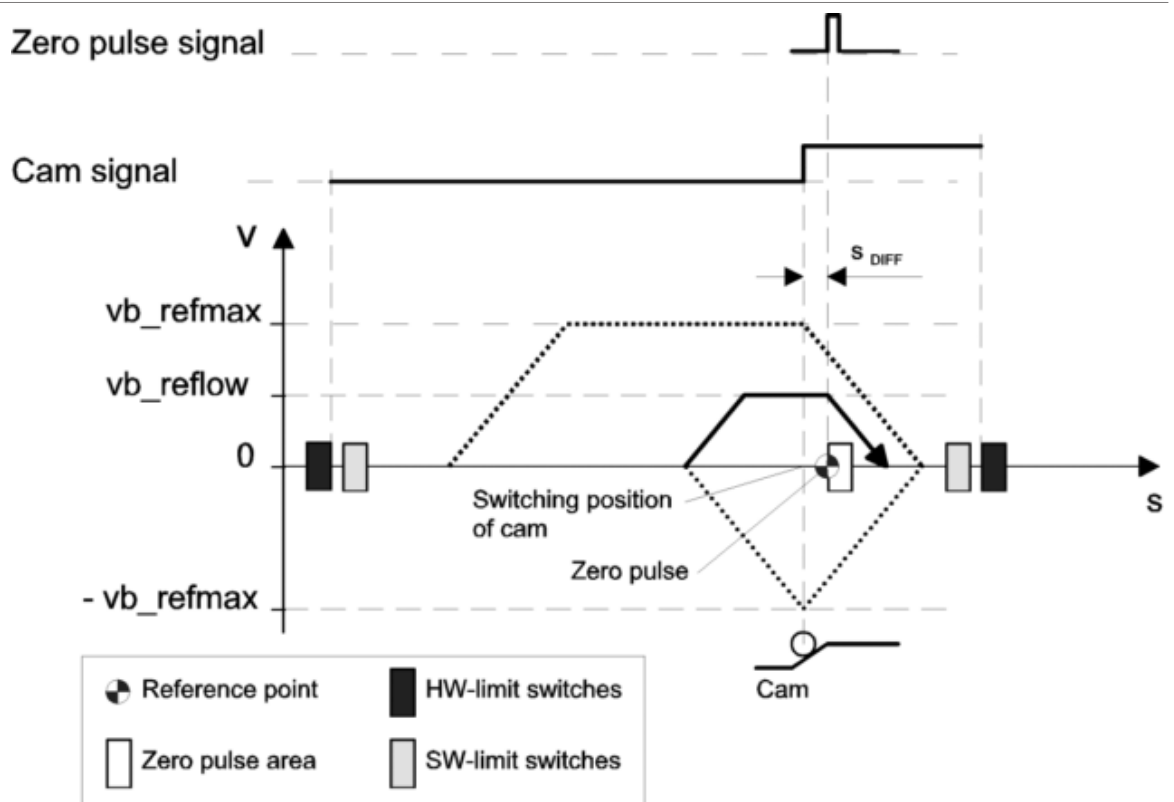 Zero pulse signal
Cam signal
V
s DIFF
vb_refmax
vb_reflow
0
Switching position
of cam
s
Zero pulse
- vb_refmax
Cam
Reference point
HW-limit switches
Zero pulse area
SW-limit switches